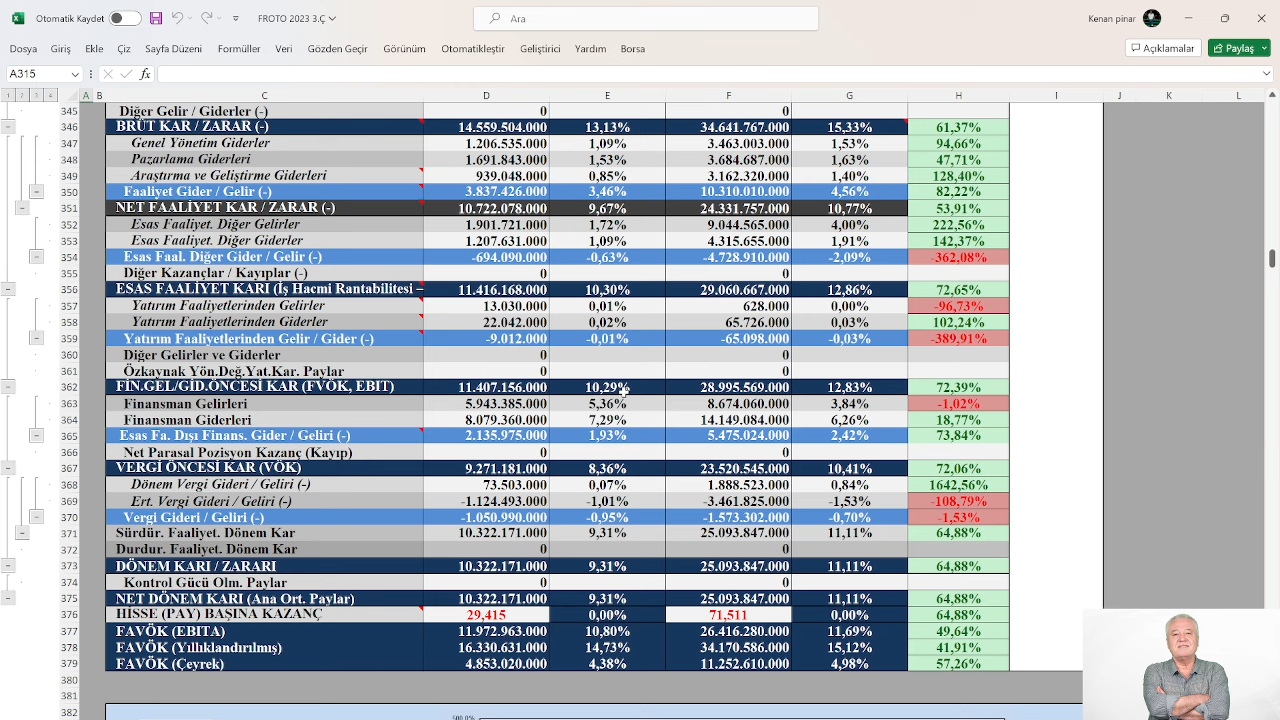 Otomatik Kaydet FROTO 2023 3.Ç Ara Kenan pinar
Dosya Giriş Ekle Çiz Sayfa Düzeni Formüller Veri Gözden Geçir Görünüm Otomatikleştir Geliştirici Yardım Borsa Açıklamalar Paylaş
A315 fx
1 2 3 4 A B C D E F G H I J K L
345 Diğer Gelir / Giderler (-) 0 0
346 BRÜT KAR / ZARAR (-) 14.559.504.000 13,13% 34.641.767.000 15,33% 61,37%
347 Genel Yönetim Giderler 1.206.535.000 1,09% 3.463.003.000 1,53% 94,66%
348 Pazarlama Giderleri 1.691.843.000 1,53% 3.684.687.000 1,63% 47,71%
349 Araştırma ve Geliştirme Giderleri 939.048.000 0,85% 3.162.320.000 1,40% 128,40%
350 Faaliyet Gider / Gelir (-) 3.837.426.000 3,46% 10.310.010.000 4,56% 82,22%
351 NET FAALİYET KAR / ZARAR (-) 10.722.078.000 9,67% 24.331.757.000 10,77% 53,91%
352 Esas Faaliyet. Diğer Gelirler 1.901.721.000 1,72% 9.044.565.000 4,00% 222,56%
353 Esas Faaliyet. Diğer Giderler 1.207.631.000 1,09% 4.315.655.000 1,91% 142,37%
354 Esas Faal. Diğer Gider / Gelir (-) -694.090.000 -0,63% -4.728.910.000 -2,09% -362,08%
355 Diğer Kazançlar / Kayıplar (-) 0 0
356 ESAS FAALİYET KARI (İş Hacmi Rantabilitesi – 11.416.168.000 10,30% 29.060.667.000 12,86% 72,65%
357 Yatırım Faaliyetlerinden Gelirler 13.030.000 0,01% 628.000 0,00% -96,73%
358 Yatırım Faaliyetlerinden Giderler 22.042.000 0,02% 65.726.000 0,03% 102,24%
359 Yatırım Faaliyetlerinden Gelir / Gider (-) -9.012.000 -0,01% -65.098.000 -0,03% -389,91%
360 Diğer Gelirler ve Giderler 0 0
361 Özkaynak Yön.Değ.Yat.Kar. Paylar 0 0
362 FİN.GEL/GİD.ÖNCESİ KAR (FVÖK, EBIT) 11.407.156.000 10,29% 28.995.569.000 12,83% 72,39%
363 Finansman Gelirleri 5.943.385.000 5,36% 8.674.060.000 3,84% -1,02%
364 Finansman Giderleri 8.079.360.000 7,29% 14.149.084.000 6,26% 18,77%
365 Esas Fa. Dışı Finans. Gider / Geliri (-) 2.135.975.000 1,93% 5.475.024.000 2,42% 73,84%
366 Net Parasal Pozisyon Kazanç (Kayıp) 0 0
367 VERGİ ÖNCESİ KAR (VÖK) 9.271.181.000 8,36% 23.520.545.000 10,41% 72,06%
368 Dönem Vergi Gideri / Geliri (-) 73.503.000 0,07% 1.888.523.000 0,84% 1642,56%
369 Ert. Vergi Gideri / Geliri (-) -1.124.493.000 -1,01% -3.461.825.000 -1,53% -108,79%
370 Vergi Gideri / Geliri (-) -1.050.990.000 -0,95% -1.573.302.000 -0,70% -1,53%
371 Sürdür. Faaliyet. Dönem Kar 10.322.171.000 9,31% 25.093.847.000 11,11% 64,88%
372 Durdur. Faaliyet. Dönem Kar 0 0
373 DÖNEM KARI / ZARARI 10.322.171.000 9,31% 25.093.847.000 11,11% 64,88%
374 Kontrol Gücü Olm. Paylar 0 0
375 NET DÖNEM KARI (Ana Ort. Paylar) 10.322.171.000 9,31% 25.093.847.000 11,11% 64,88%
376 HİSSE (PAY) BAŞINA KAZANÇ 29,415 0,00% 71,511 0,00% 64,88%
377 FAVÖK (EBITA) 11.972.963.000 10,80% 26.416.280.000 11,69% 49,64%
378 FAVÖK (Yıllıklandırılmış) 16.330.631.000 14,73% 34.170.586.000 15,12% 41,91%
379 FAVÖK (Çeyrek) 4.853.020.000 4,38% 11.252.610.000 4,98% 57,26%
380
381
382 500,0%